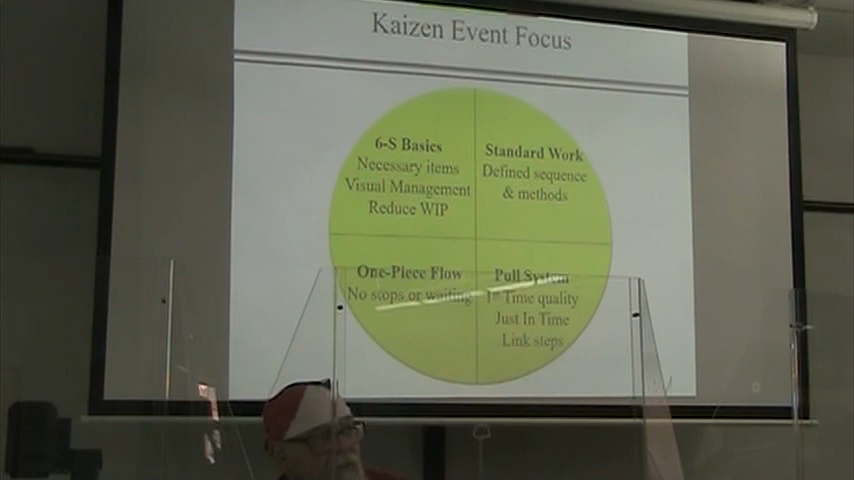 Kaizen Event Focus
6-S Basics
Necessary items
Visual Management
Reduce WIP
Standard Work
Defined sequence
& methods
One-Piece Flow
No stops or waiting
Pull System
Time quality
Just In Time
Link steps